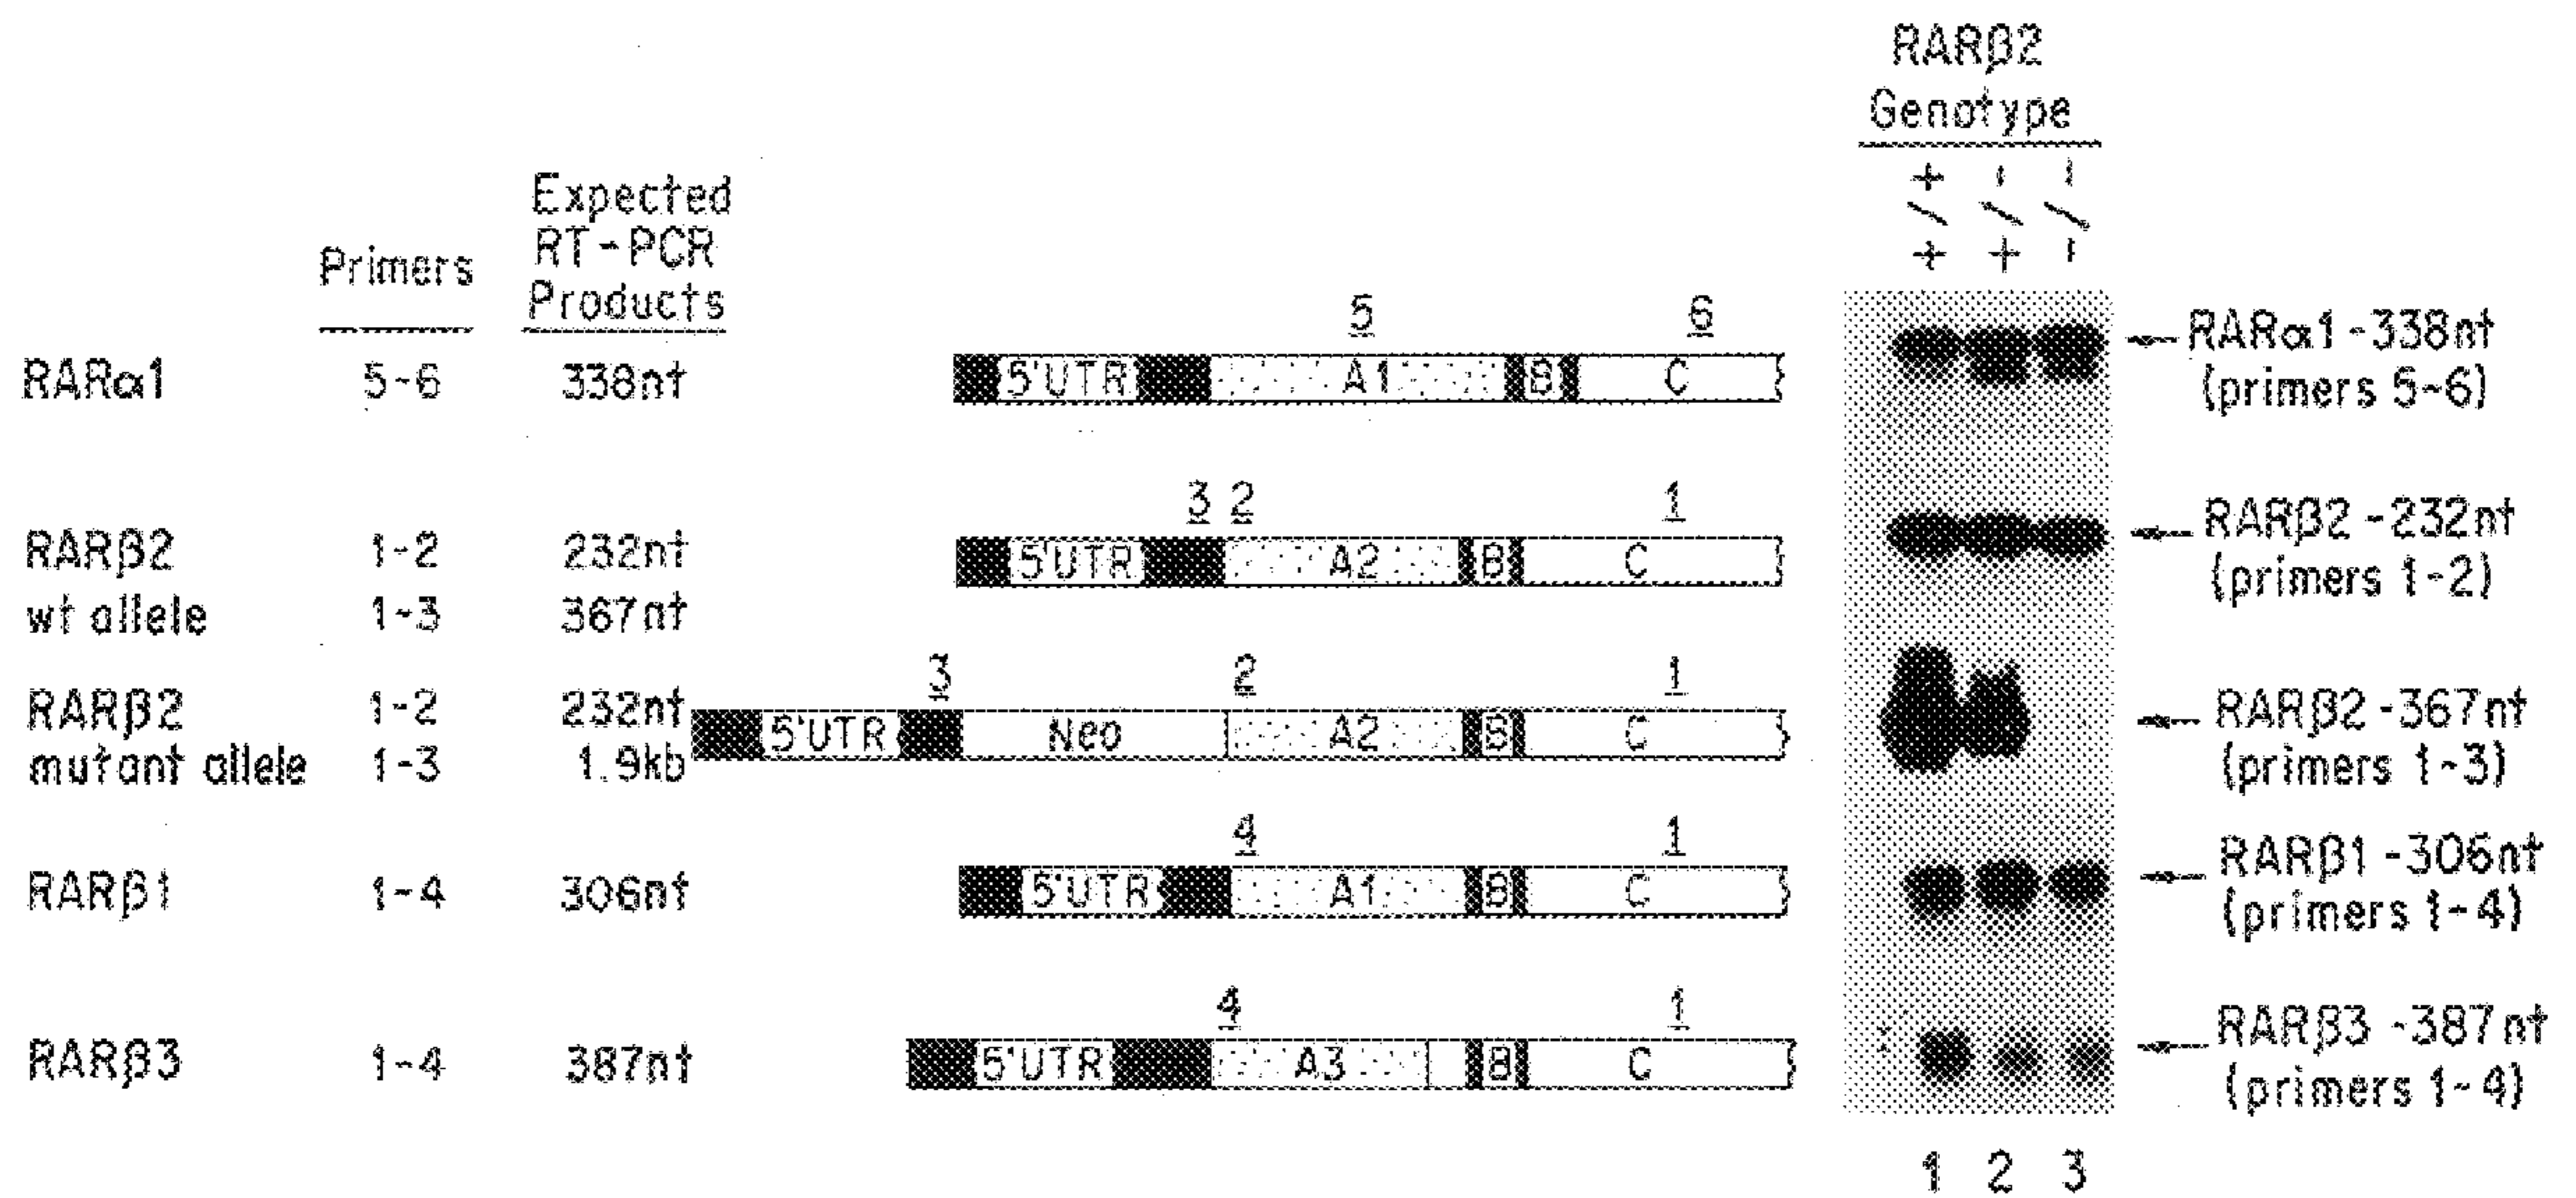 RARβ2
Genotype
+ - -
/ / /
+ + -
Expected
RT-PCR
Products
Primers
5 6
RARα1 5-6 338nt 5'UTR A1 B C
RARα1-338nt
(primers 5-6)
3 2 1
RARβ2 1-2 232nt 5'UTR A2 B C
wt allele 1-3 367nt
RARβ2-232nt
(primers 1-2)
3 2 1
RARβ2 1-2 232nt 5'UTR Neo A2 B C
mutant allele 1-3 1.9kb
RARβ2-367nt
(primers 1-3)
4 1
RARβ1 1-4 306nt 5'UTR A1 B C
RARβ1-306nt
(primers 1-4)
4 1
RARβ3 1-4 387nt 5'UTR A3 B C
RARβ3-387nt
(primers 1-4)
1 2 3